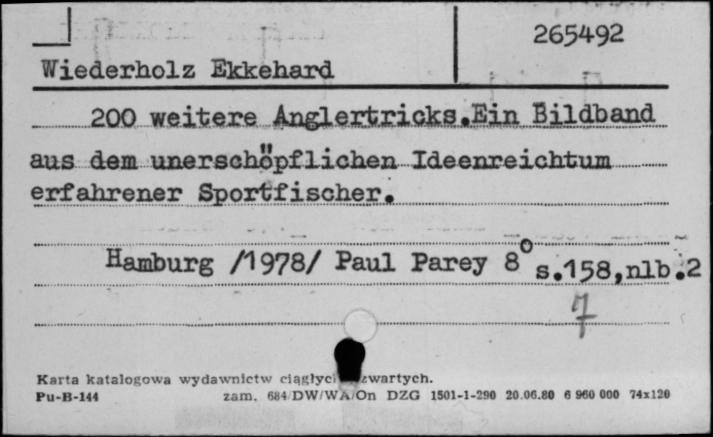 265492
Wiederholz Ekkehard
200 weitere Anglertricks.Ein Bildband
aus dem unerschöpflichen Ideenreichtum
erfahrener Sportfischer.
Hamburg /1978/ Paul Parey 8° s.158,nlb.2
7
Karta katalogowa wydawnictw zwartych.
Pu-B-144 zam. 684/DW/WA/On DZG 1501-1-290 20.06.80 6 960 000 74x120